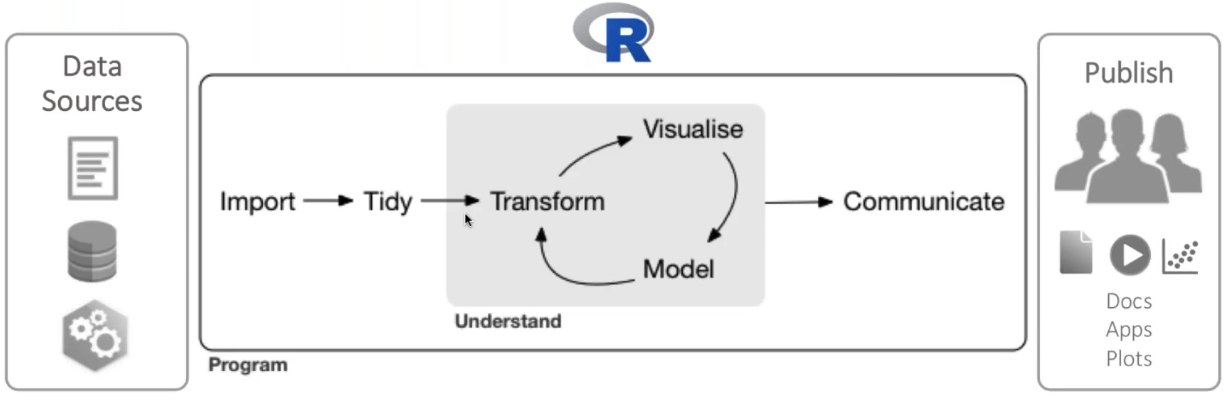 R
Data
Sources
Import
Tidy
Transform
Visualise
Model
Understand
Communicate
Program
Publish
Docs
Apps
Plots